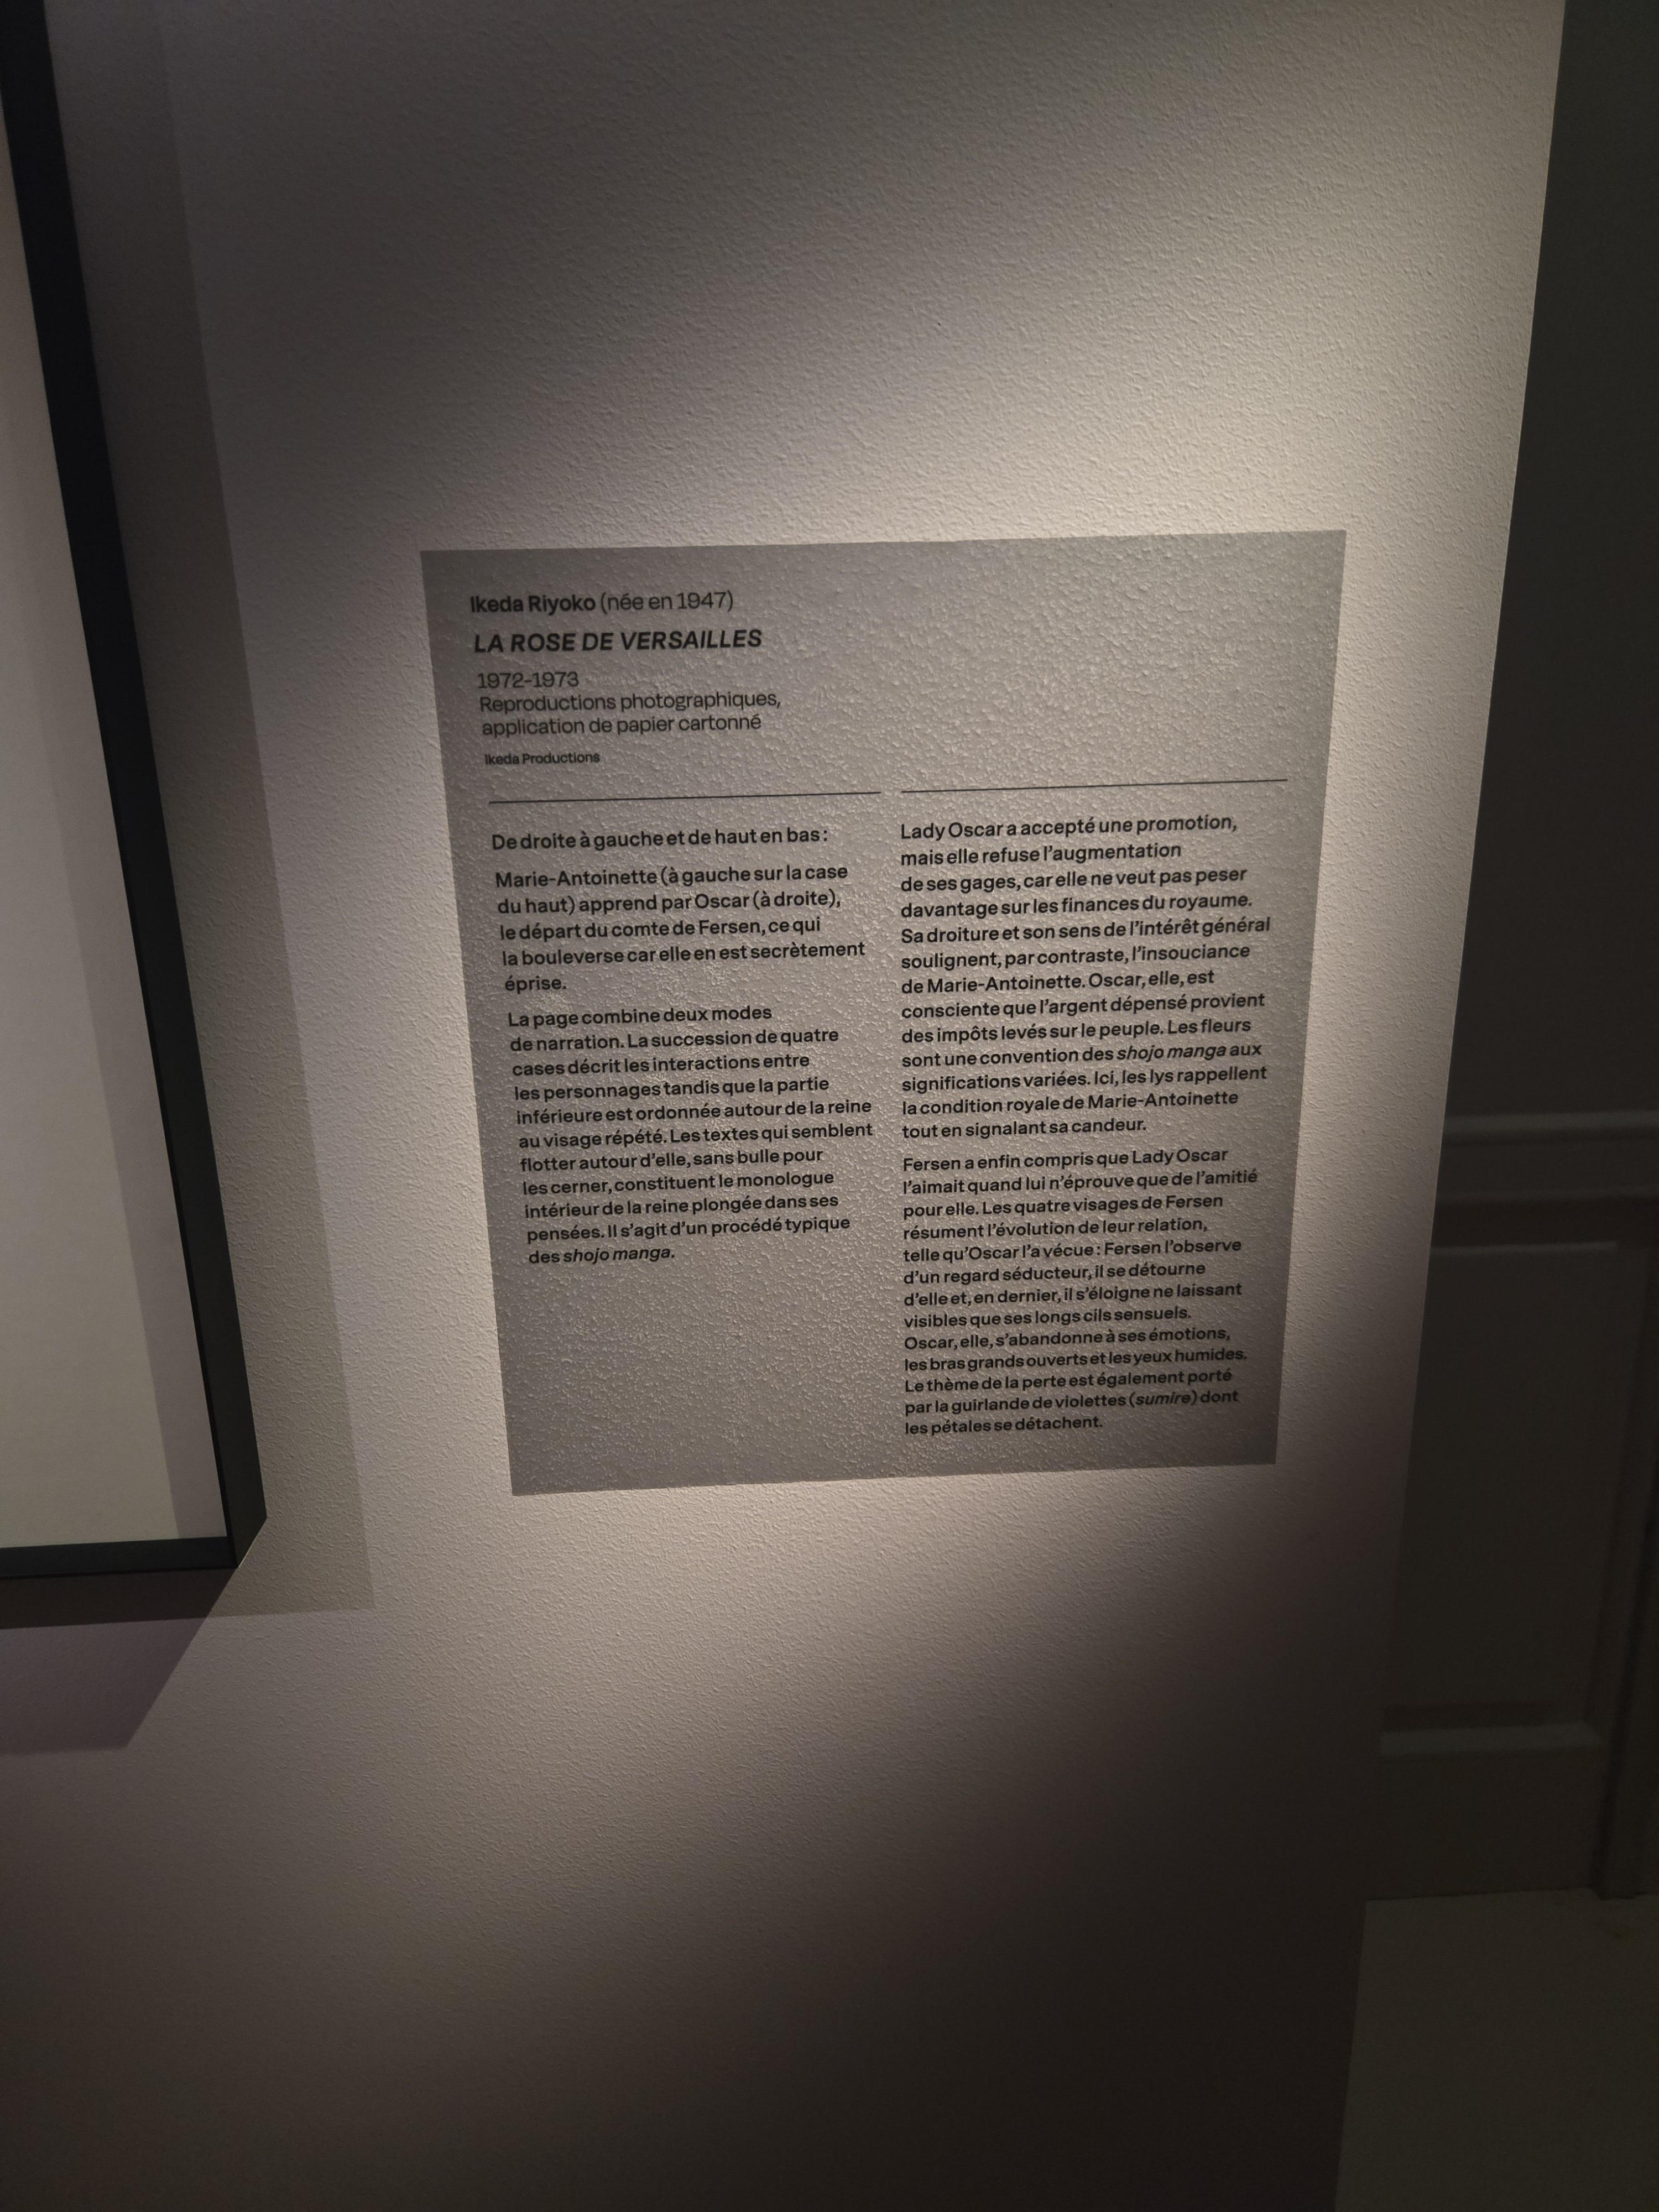 Ikeda Riyoko (née en 1947)
LA ROSE DE VERSAILLES
1972-1973
Reproductions photographiques,
application de papier cartonné
Ikeda Productions
De droite à gauche et de haut en bas :
Marie-Antoinette (à gauche sur la case
du haut) apprend par Oscar (à droite),
le départ du comte de Fersen, ce qui
la bouleverse car elle en est secrètement
éprise.
La page combine deux modes
de narration. La succession de quatre
cases décrit les interactions entre
les personnages tandis que la partie
inférieure est ordonnée autour de la reine
au visage répété. Les textes qui semblent
flotter autour d'elle, sans bulle pour
les cerner, constituent le monologue
intérieur de la reine plongée dans ses
pensées. Il s'agit d'un procédé typique
des shojo manga.
Lady Oscar a accepté une promotion,
mais elle refuse l'augmentation
de ses gages, car elle ne veut pas peser
davantage sur les finances du royaume.
Sa droiture et son sens de l'intérêt général
soulignent, par contraste, l'insouciance
de Marie-Antoinette. Oscar, elle, est
consciente que l'argent dépensé provient
des impôts levés sur le peuple. Les fleurs
sont une convention des shojo manga aux
significations variées. Ici, les lys rappellent
la condition royale de Marie-Antoinette
tout en signalant sa candeur.
Fersen a enfin compris que Lady Oscar
l'aimait quand lui n'éprouve que de l'amitié
pour elle. Les quatre visages de Fersen
résument l'évolution de leur relation,
telle qu'Oscar l'a vécue : Fersen l'observe
d'un regard séducteur, il se détourne
d'elle et, en dernier, il s'éloigne ne laissant
visibles que ses longs cils sensuels.
Oscar, elle, s'abandonne à ses émotions,
les bras grands ouverts et les yeux humides.
Le thème de la perte est également porté
par la guirlande de violettes (sumire) dont
les pétales se détachent.